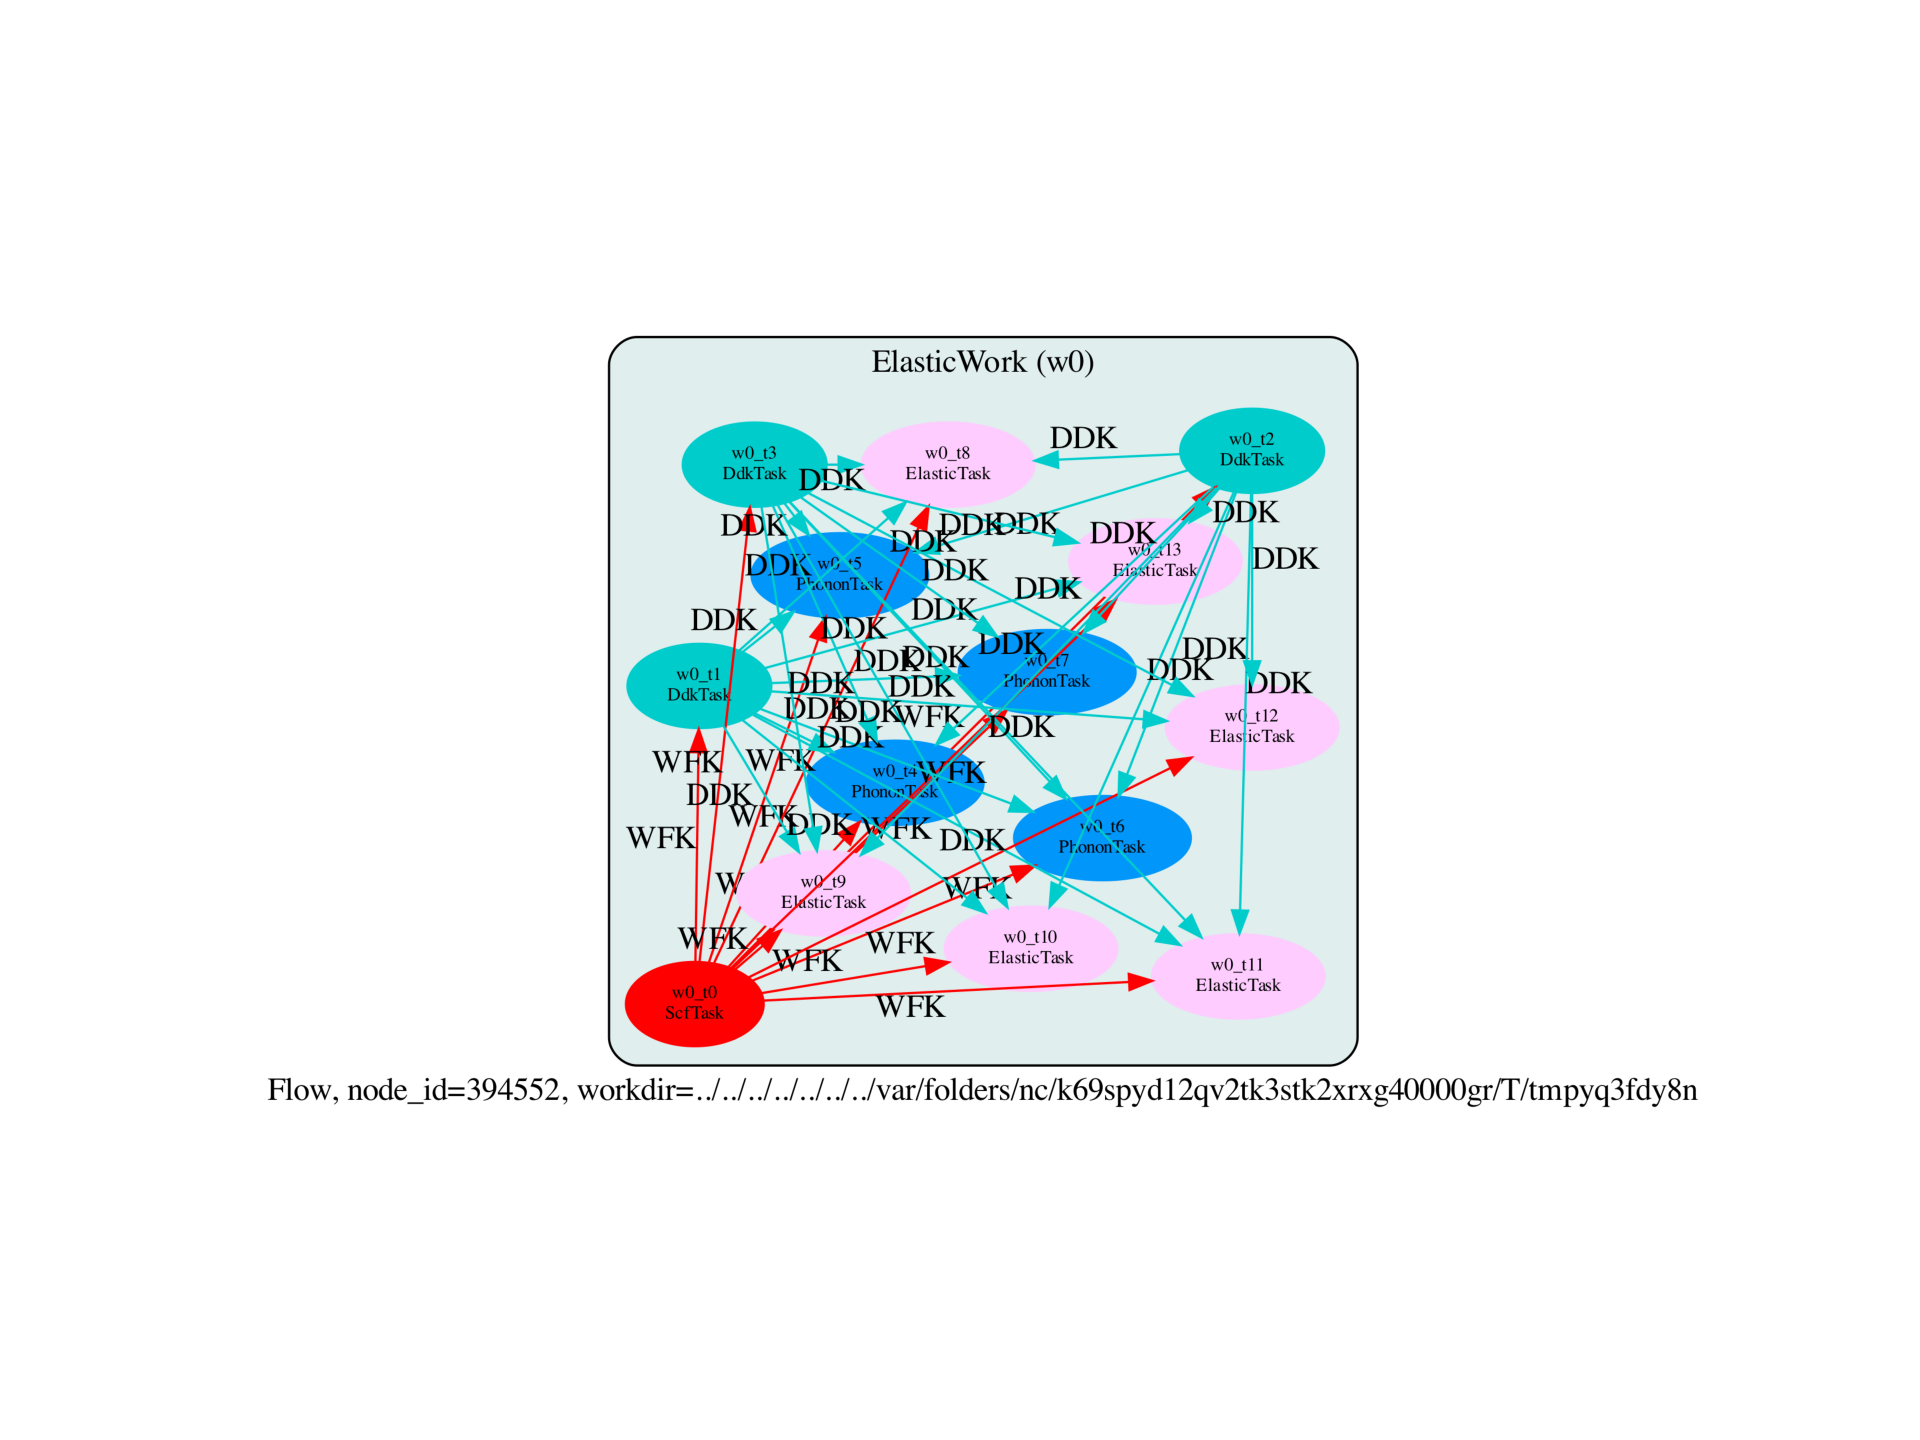 ElasticWork (w0)
w0_t3
DdkTask
w0_t8
ElasticTask
w0_t2
DdkTask
DDK
DDK
DDK
DDK
DDK
DDK
DDK
DDK
DDK
w0_t13
ElasticTask
w0_t5
PhononTask
DDK
DDK
DDK
DDK
DDK
DDK
DDK
DDK
DDK
DDK
DDK
DDK
w0_t7
PhononTask
w0_t1
DdkTask
DDK
DDK
DDK
DDK
DDK
WFK
DDK
DDK
w0_t12
ElasticTask
WFK
WFK
w0_t4
PhononTask
WFK
DDK
WFK
DDK
WFK
DDK
w0_t6
PhononTask
WFK
w0_t9
ElasticTask
WFK
WFK
WFK
WFK
w0_t10
ElasticTask
w0_t11
ElasticTask
w0_t0
ScfTask
WFK
Flow, node_id=394552, workdir=../../../../../../../var/folders/nc/k69spyd12qv2tk3stk2xrxg40000gr/T/tmpyq3fdy8n